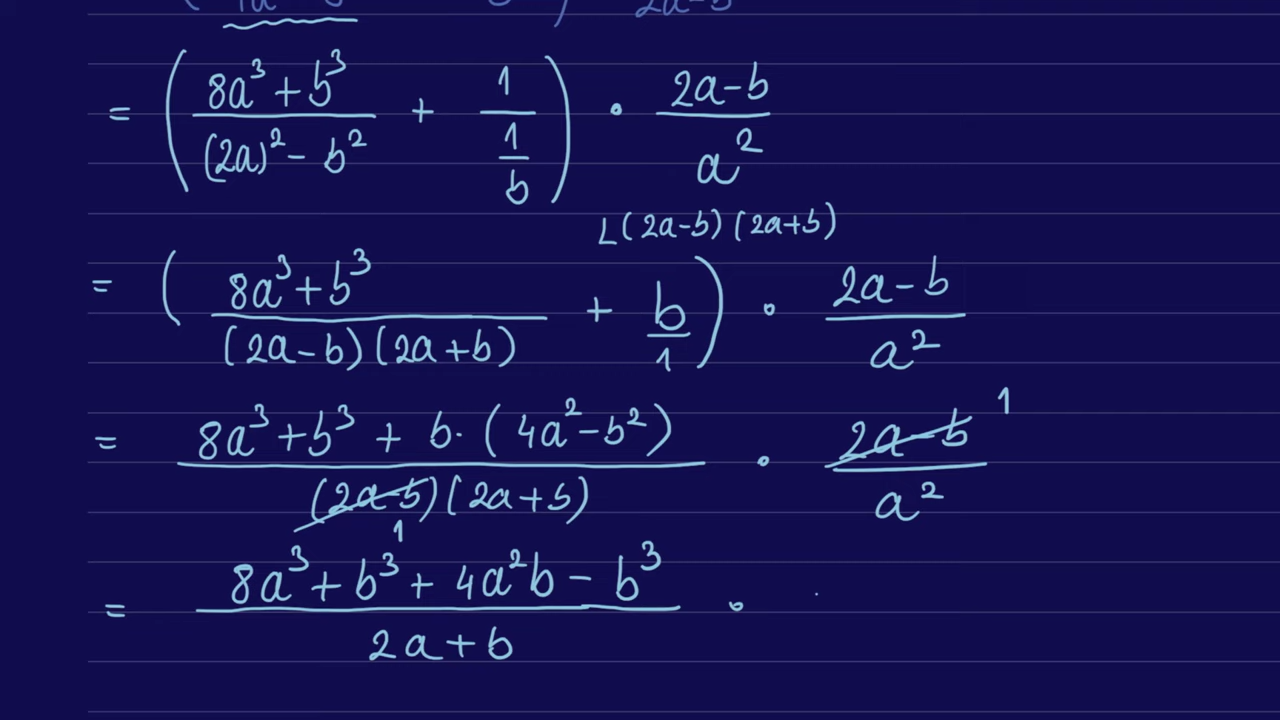 = ( (8a³ + b³)/((2a)² - b²) + 1/(1/b) ) · (2a-b)/a²
L(2a-b)(2a+b)
= ( (8a³+b³)/((2a-b)(2a+b)) + b/1 ) · (2a-b)/a²
= (8a³+b³ + b·(4a²-b²))/((2a-b)(2a+b)) · (2a-b)/a² 1
1
= (8a³+b³+4a²b-b³)/(2a+b) ·